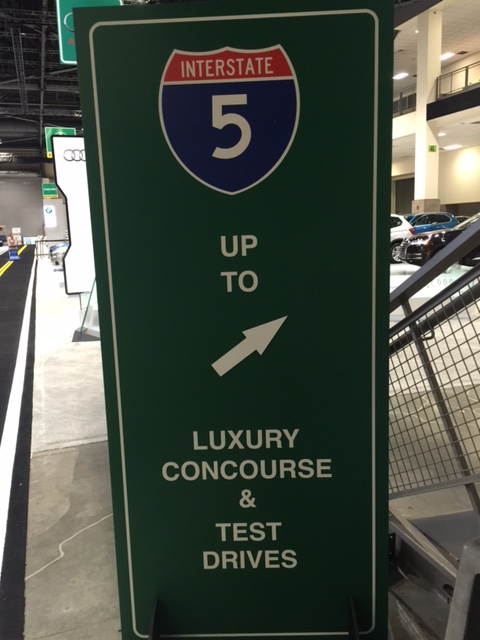 INTERSTATE
5
UP
TO
LUXURY
CONCOURSE
&
TEST
DRIVES